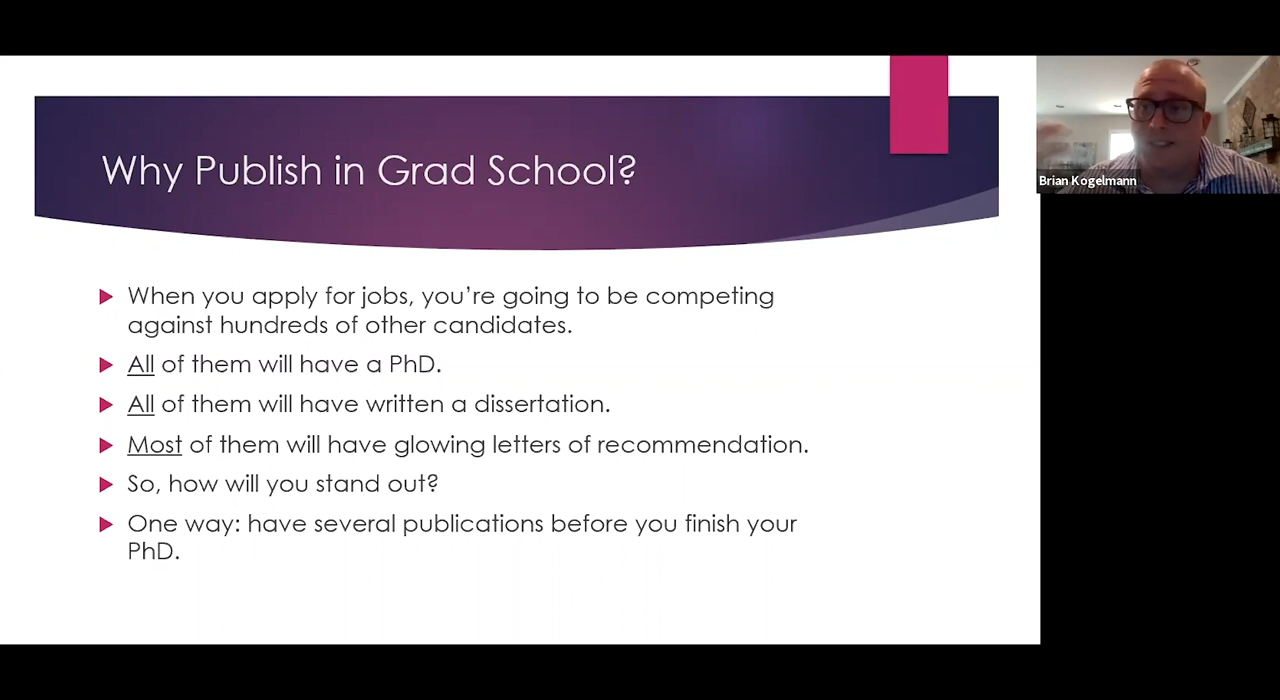 Why Publish in Grad School?
Brian Kogelmann
When you apply for jobs, you're going to be competing
against hundreds of other candidates.
All of them will have a PhD.
All of them will have written a dissertation.
Most of them will have glowing letters of recommendation.
So, how will you stand out?
One way: have several publications before you finish your
PhD.